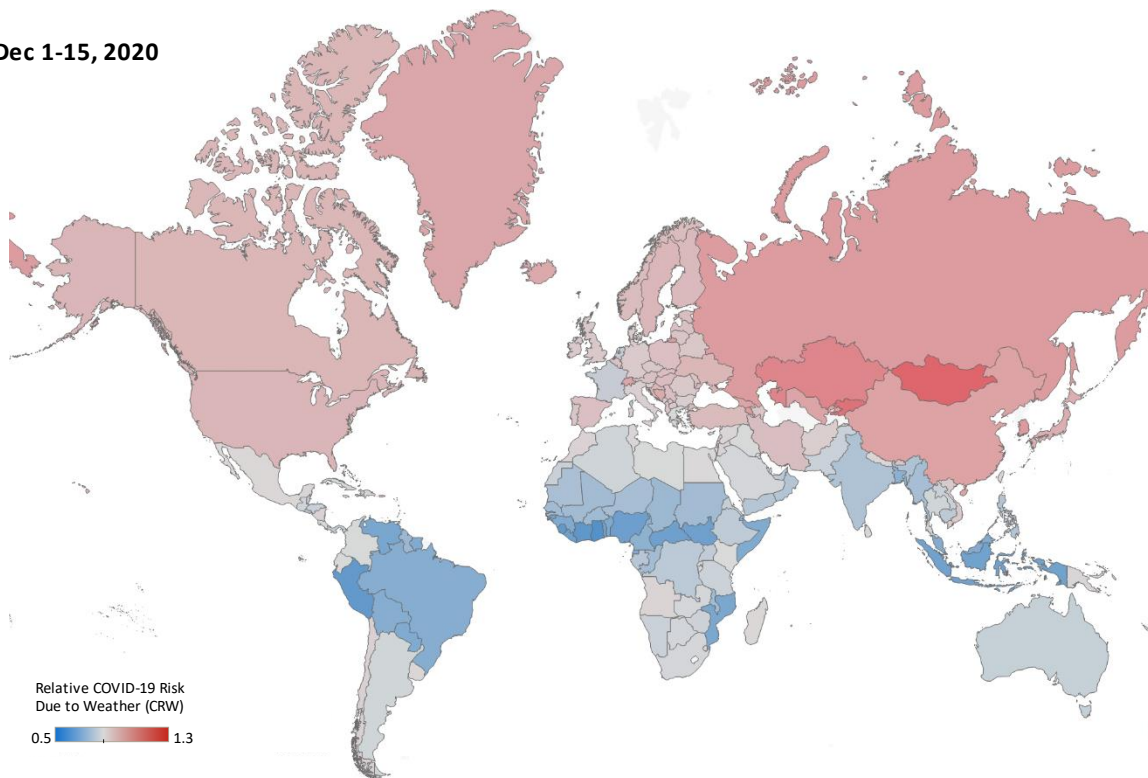 Dec 1-15, 2020
Relative COVID-19 Risk
Due to Weather (CRW)
0.5 1.3